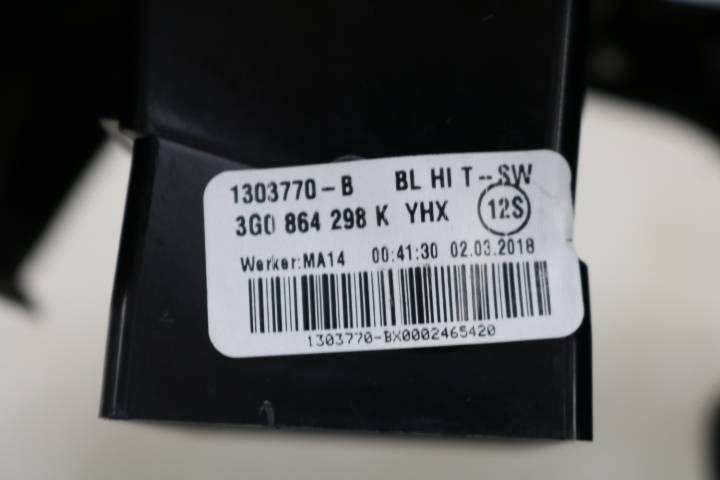 1303770-B BL HI T--SW
3G0 864 298 K YHX 12S
Werker:MA14 00:41:30 02.03.2018
1303770-BX0002465420